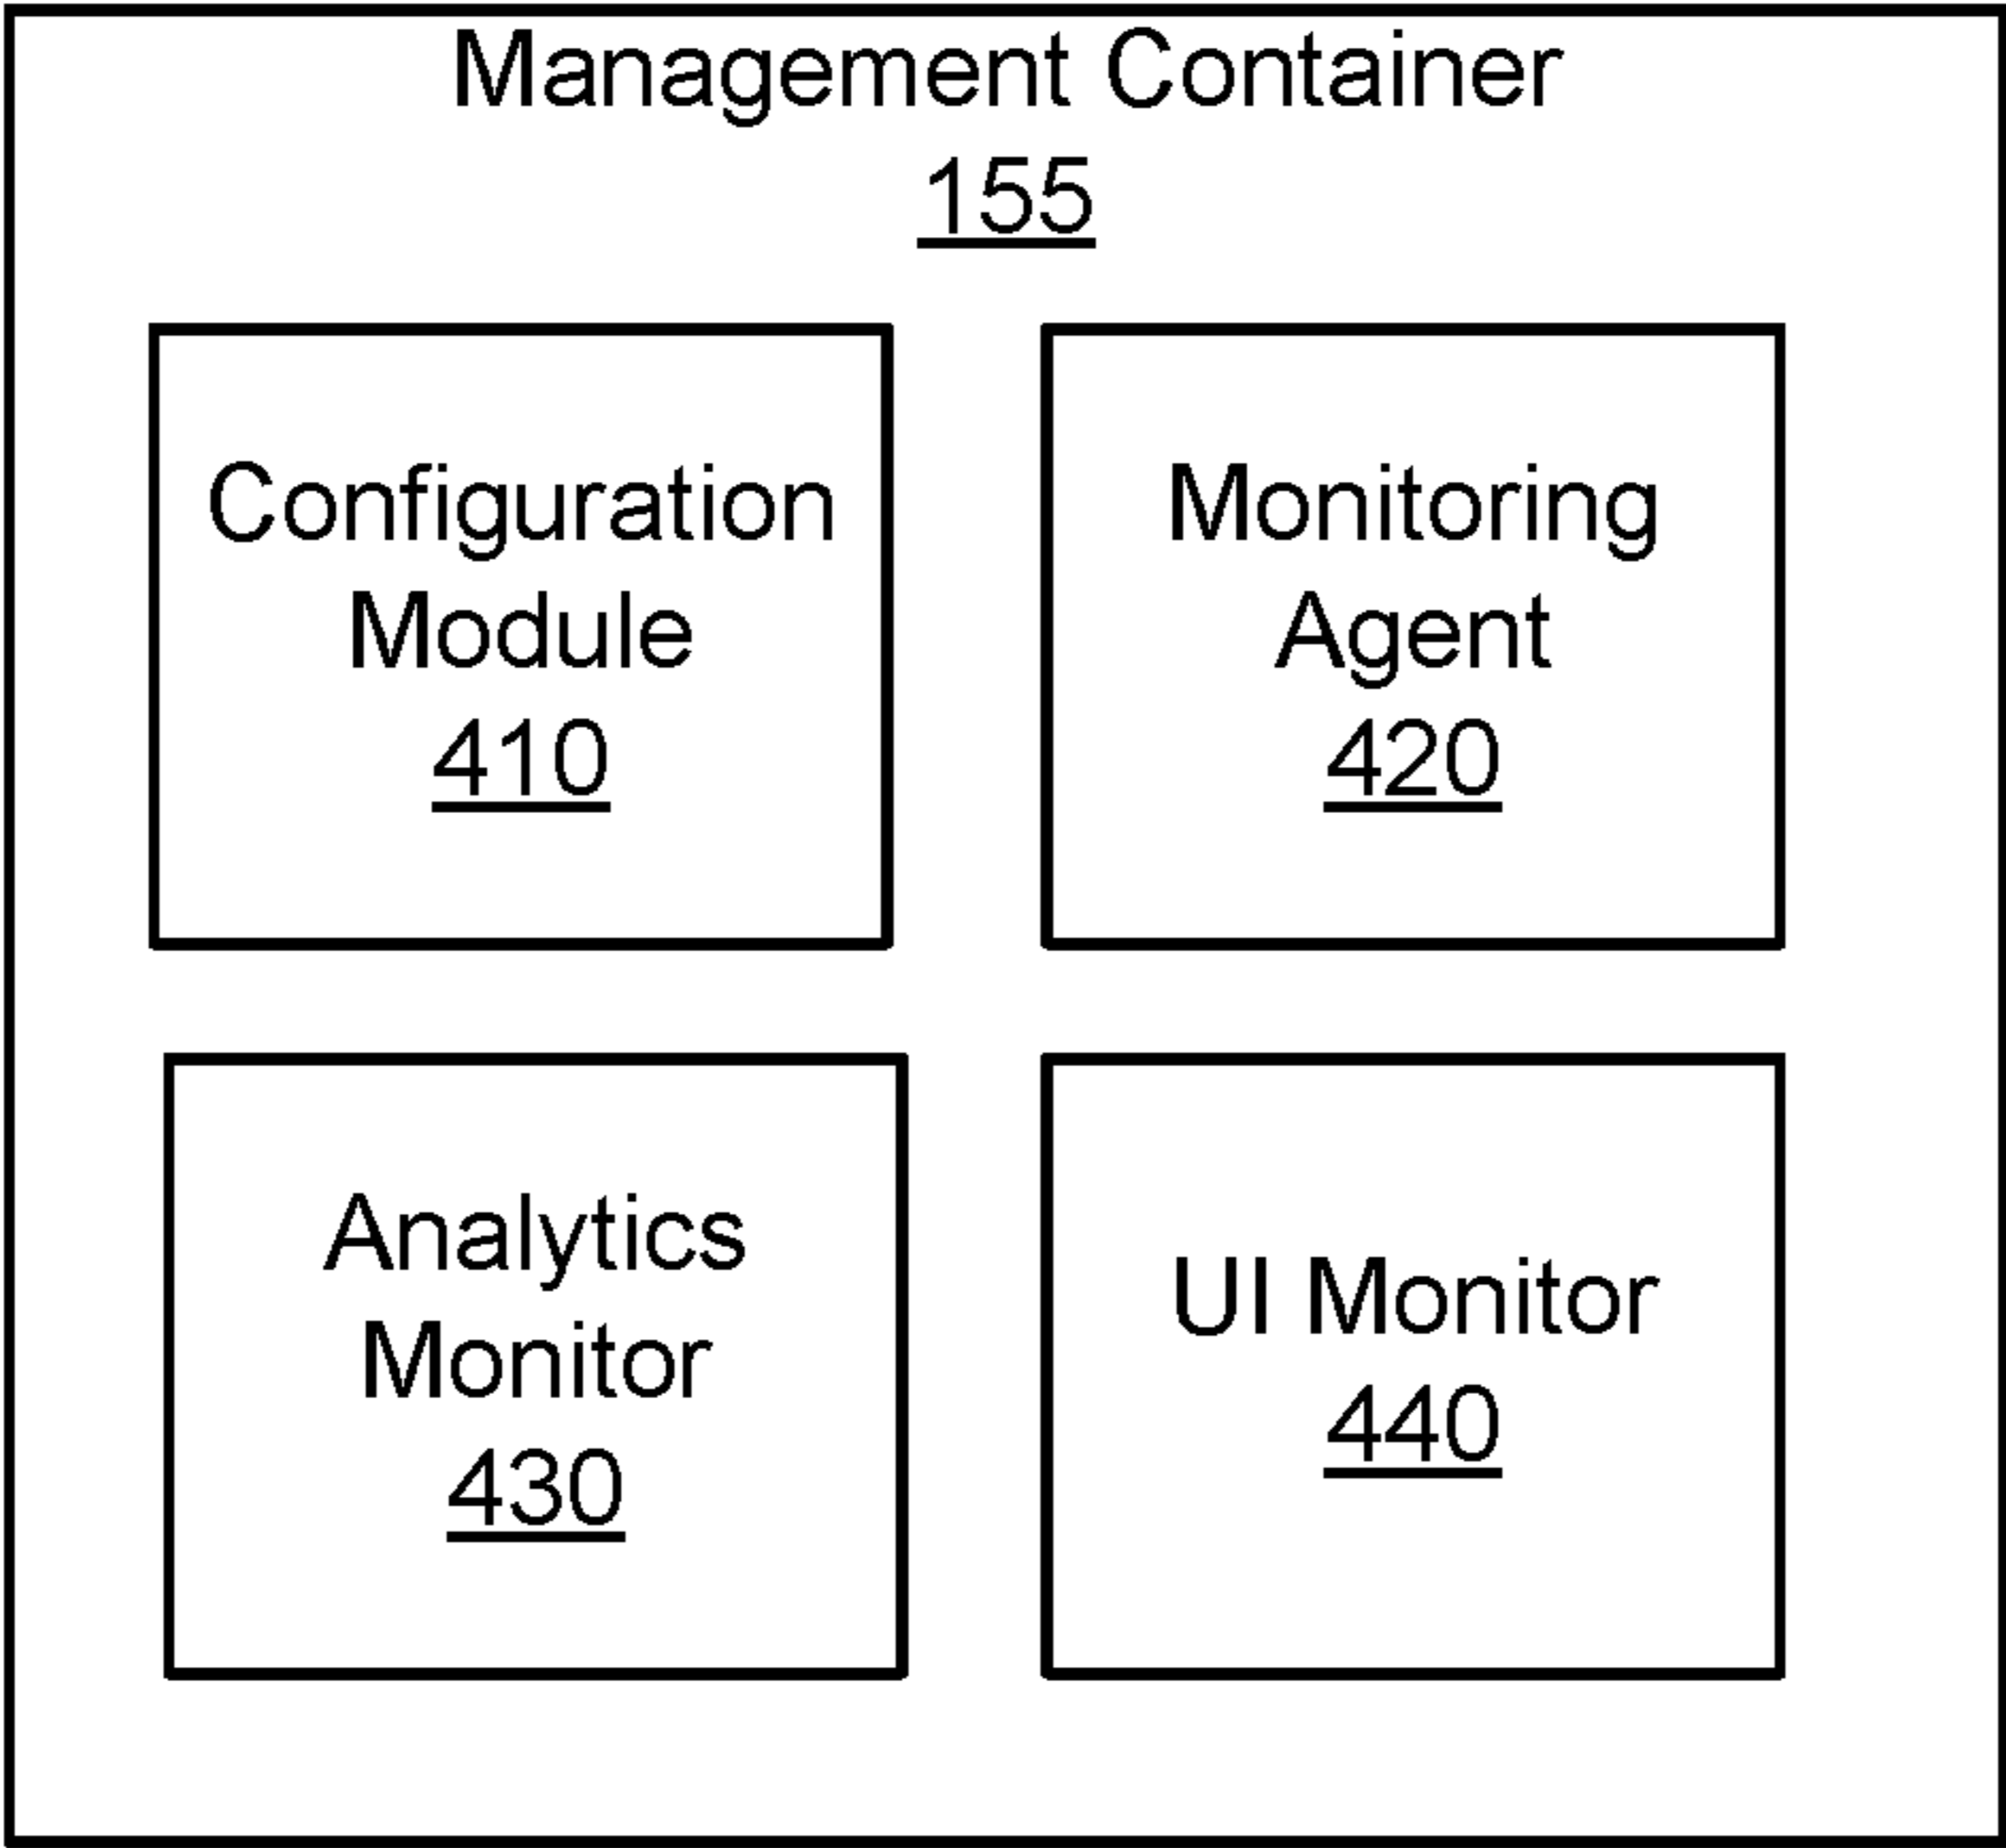 Management Container
155
Configuration
Module
410
Monitoring
Agent
420
Analytics
Monitor
430
UI Monitor
440